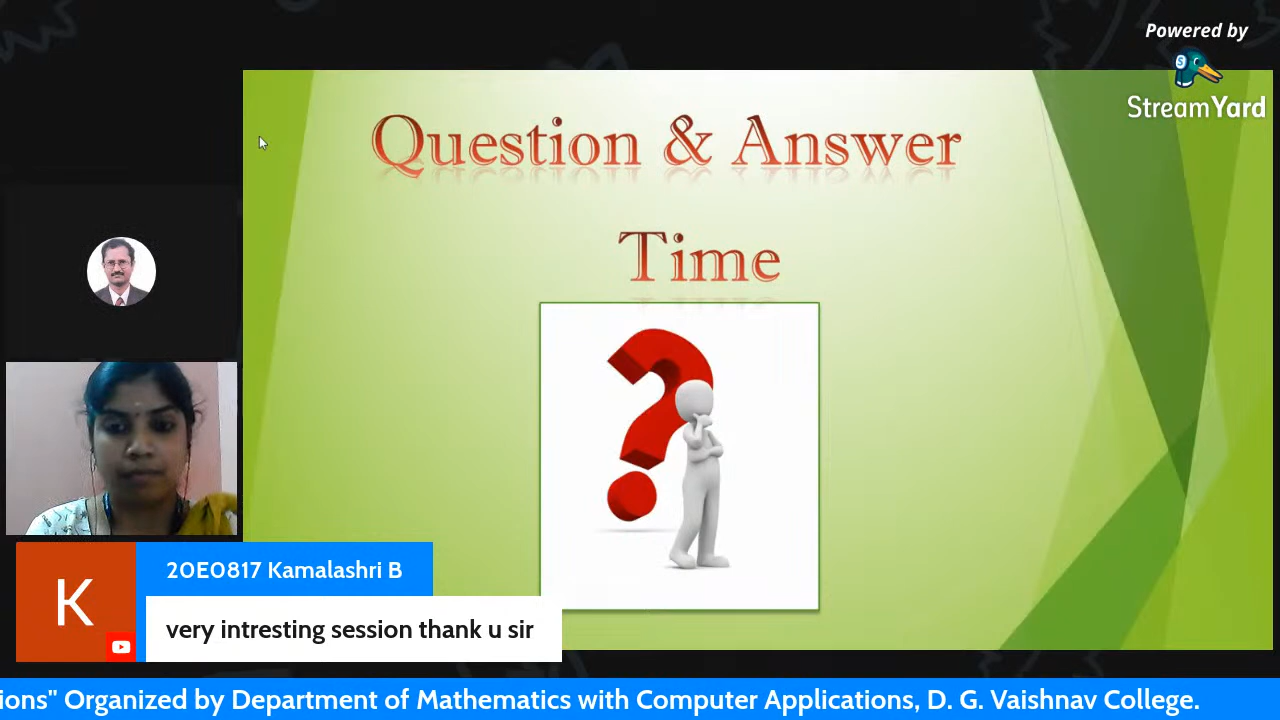 Powered by
StreamYard
Question & Answer
Time
K
20E0817 Kamalashri B
very intresting session thank u sir
ions" Organized by Department of Mathematics with Computer Applications, D. G. Vaishnav College.